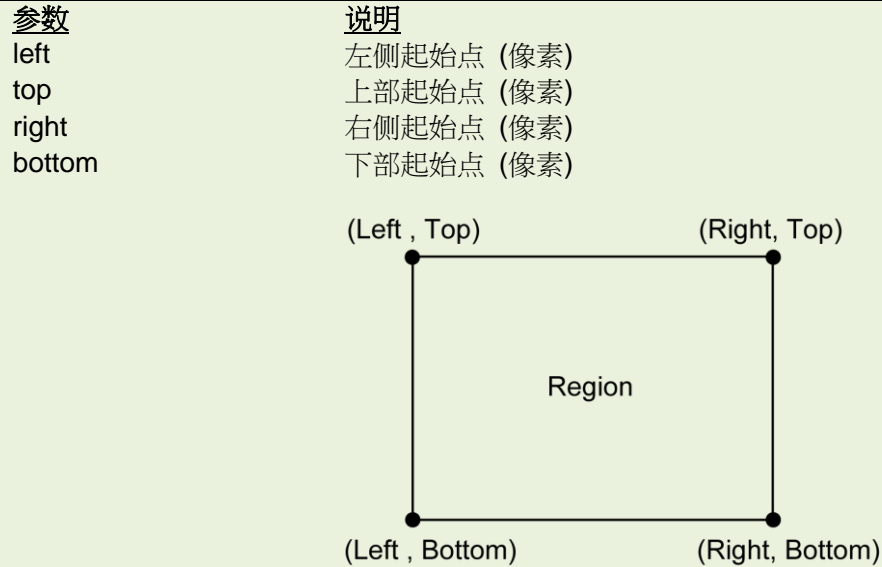 参数 说明
left 左侧起始点 (像素)
top 上部起始点 (像素)
right 右侧起始点 (像素)
bottom 下部起始点 (像素)
(Left , Top) (Right, Top)
Region
(Left , Bottom) (Right, Bottom)